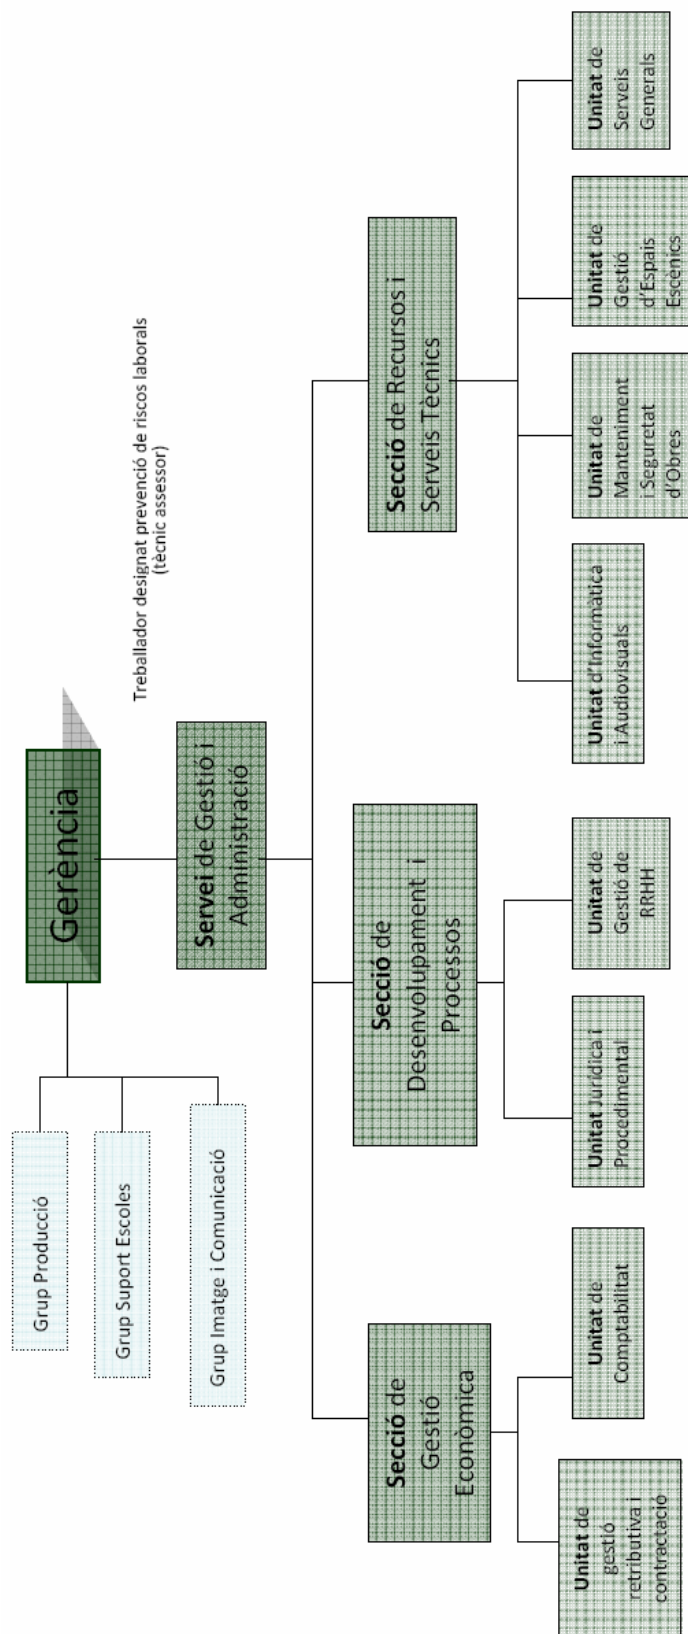 Gerència
Treballador designat prevenció de riscos laborals
(tècnic assessor)
Grup Producció
Grup Suport Escoles
Grup Imatge i Comunicació
Servei de Gestió i
Administració
Secció de
Gestió
Econòmica
Secció de
Desenvolupament i
Processos
Secció de Recursos i
Serveis Tècnics
Unitat de
gestió
retributiva i
contractació
Unitat de
Comptabilitat
Unitat Jurídica i
Procedimental
Unitat de
Gestió de
RRHH
Unitat d'Informàtica
i Audiovisuals
Unitat de
Manteniment
i Seguretat
d'Obres
Unitat de
Gestió
d'Espais
Escènics
Unitat de
Serveis
Generals